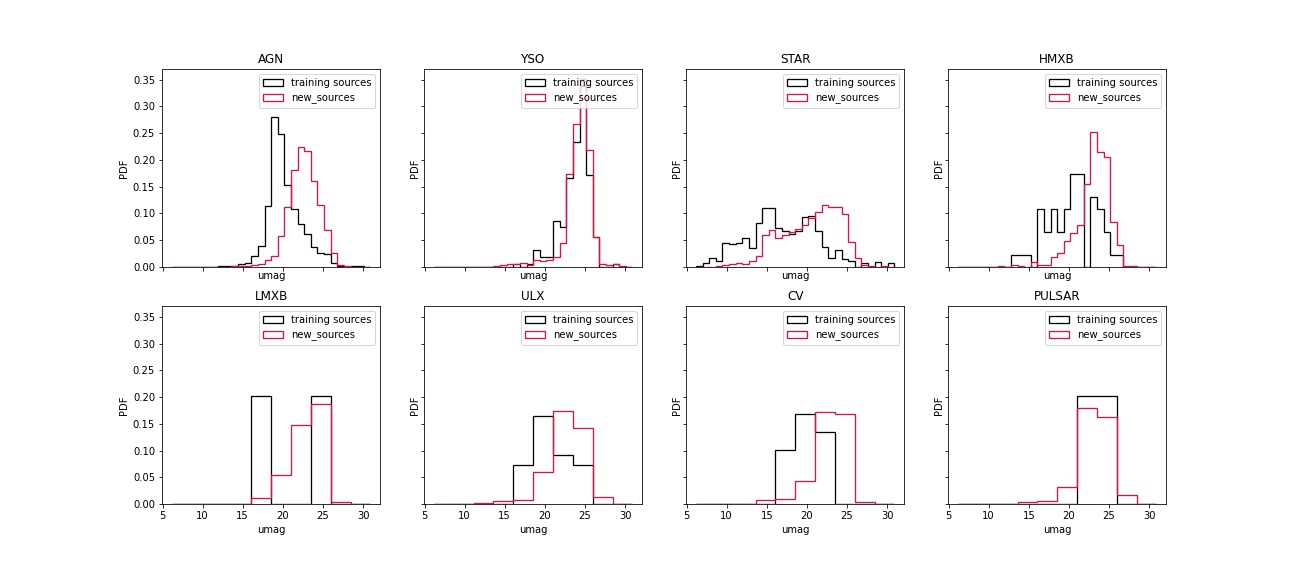 AGN YSO STAR HMXB
training sources training sources training sources training sources
new_sources new_sources new_sources new_sources
0.35
0.30
0.25
0.20
0.15
0.10
0.05
0.00
PDF PDF PDF PDF
umag umag umag umag
LMXB ULX CV PULSAR
training sources training sources training sources training sources
new_sources new_sources new_sources new_sources
0.35
0.30
0.25
0.20
0.15
0.10
0.05
0.00
PDF PDF PDF PDF
5 10 15 20 25 30 5 10 15 20 25 30 5 10 15 20 25 30 5 10 15 20 25 30
umag umag umag umag